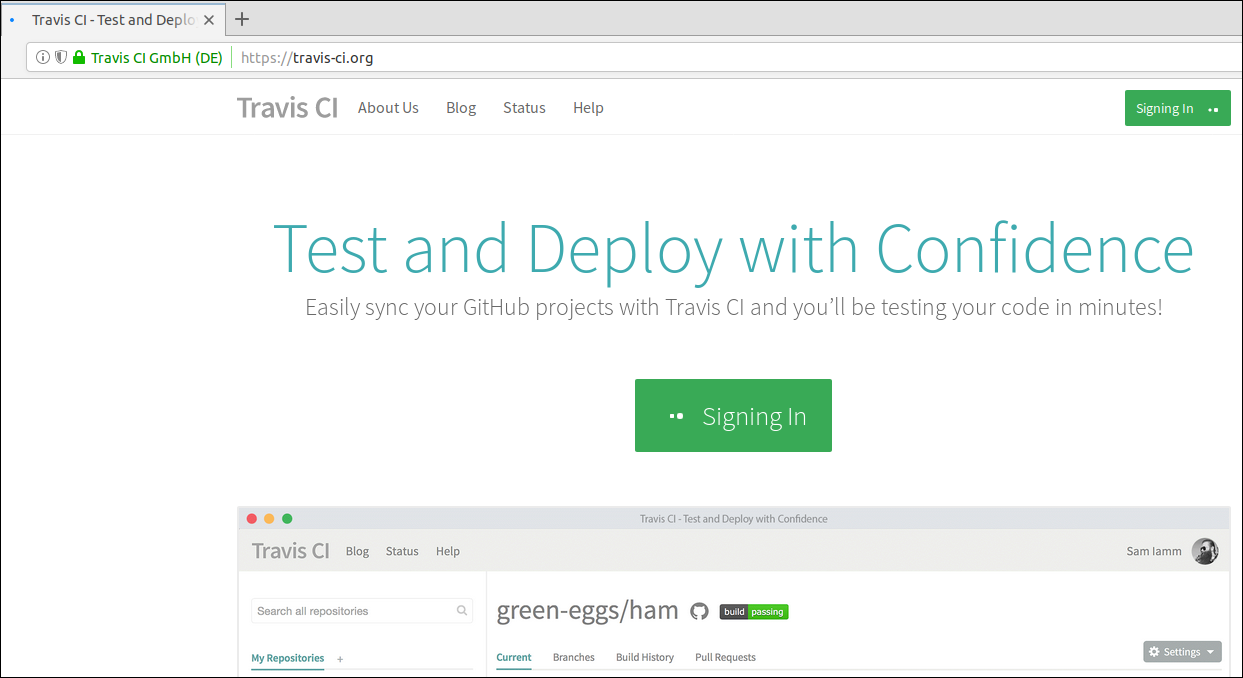 Travis CI - Test and Deplo
Travis CI GmbH (DE) https://travis-ci.org
Travis CI About Us Blog Status Help Signing In
Test and Deploy with Confidence
Easily sync your GitHub projects with Travis CI and you’ll be testing your code in minutes!
Signing In
Travis CI - Test and Deploy with Confidence
Travis CI Blog Status Help Sam Iamm
Search all repositories
green-eggs/ham build passing
My Repositories +
Current Branches Build History Pull Requests Settings